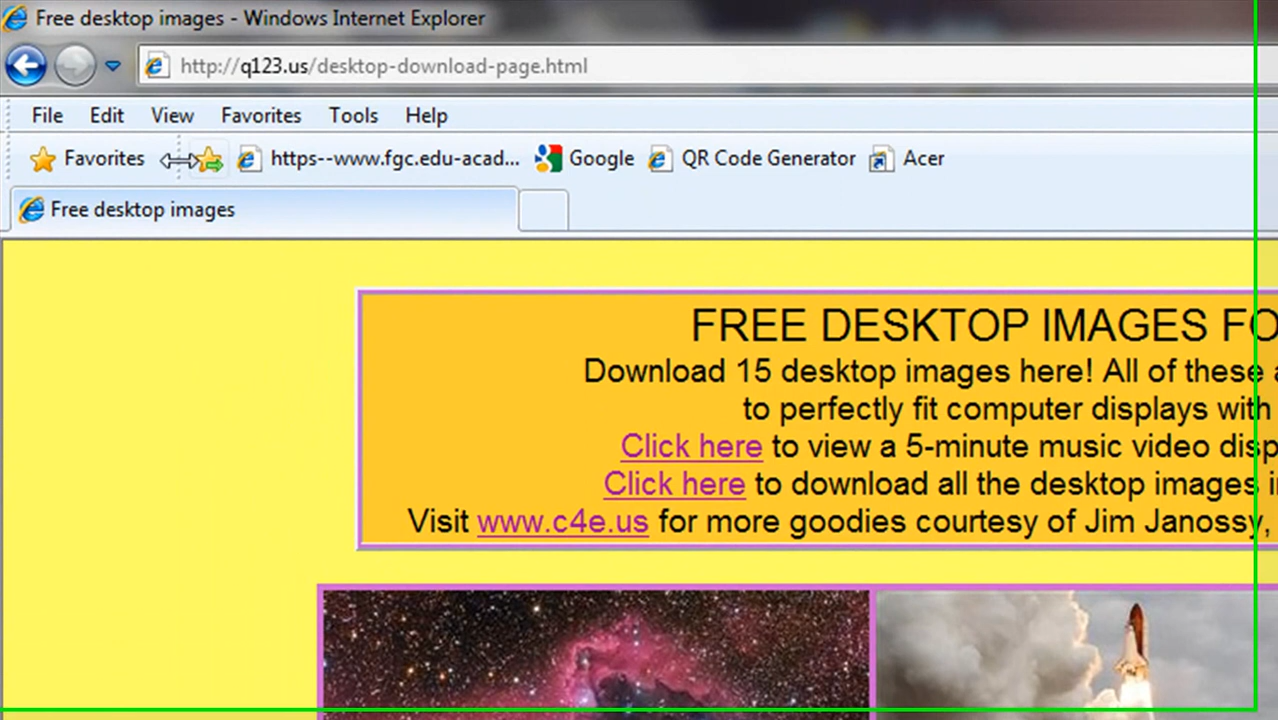 Free desktop images - Windows Internet Explorer
http://q123.us/desktop-download-page.html
File Edit View Favorites Tools Help
Favorites https--www.fgc.edu-acad... Google QR Code Generator Acer
Free desktop images
FREE DESKTOP IMAGES FO
Download 15 desktop images here! All of these a
to perfectly fit computer displays with
Click here to view a 5-minute music video disp
Click here to download all the desktop images i
Visit www.c4e.us for more goodies courtesy of Jim Janossy,